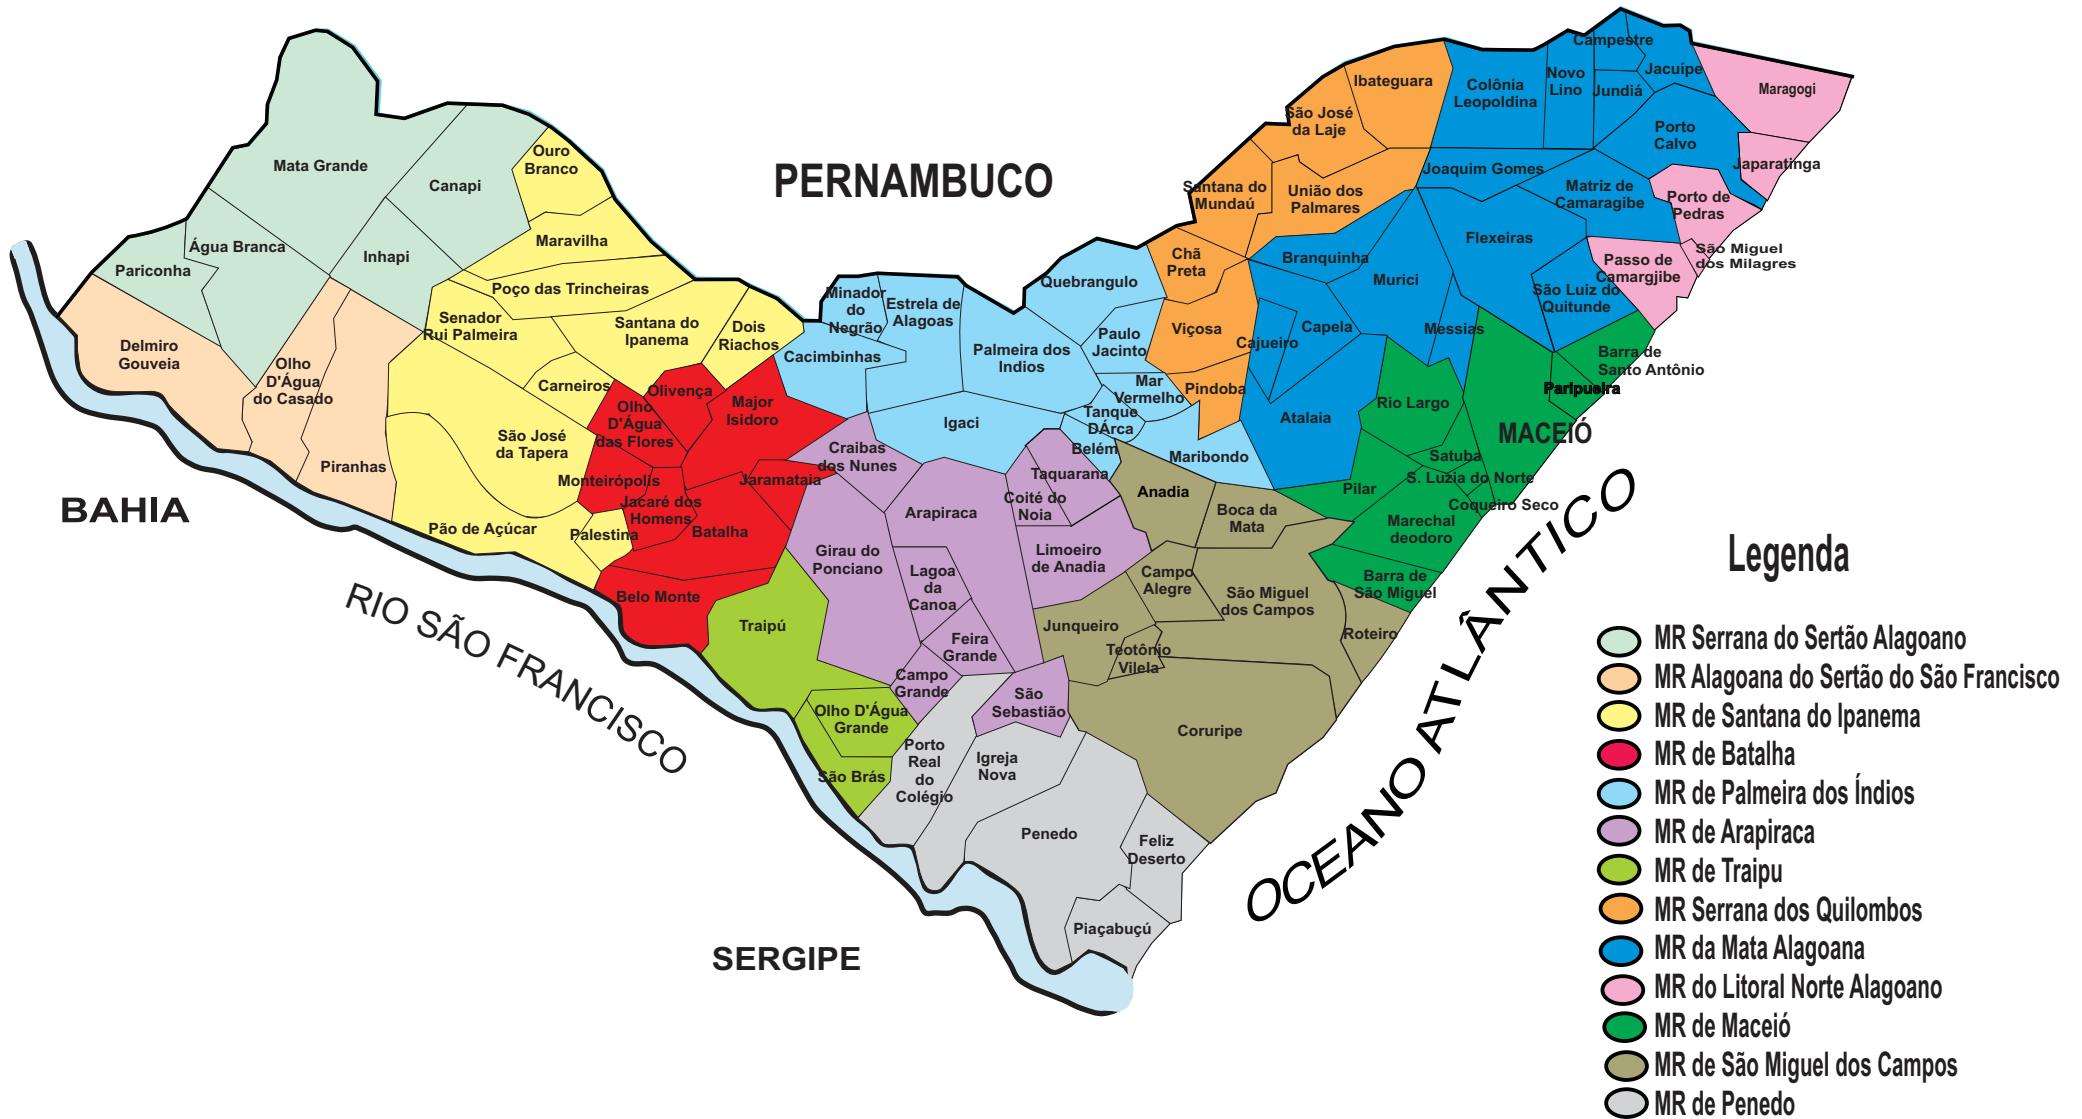 Campestre
Jacuípe
Novo
Lino
Jundiá
Colônia
Leopoldina
Ibateguara
Maragogi
São José
da Laje
Porto
Calvo
Japaratinga
Ouro
Branco
Mata Grande
Canapi
PERNAMBUCO
Santana do
Mundaú
União dos
Palmares
Joaquim Gomes
Matriz de
Camaragibe
Porto de
Pedras
São Miguel
dos Milagres
Água Branca
Pariconha
Inhapi
Maravilha
Poço das Trincheiras
Chã
Preta
Branquinha
Murici
Flexeiras
Passo de
Camargjibe
São Luiz do
Quitunde
Quebrangulo
Minador
do
Negrão
Estrela de
Alagoas
Senador
Rui Palmeira
Santana do
Ipanema
Dois
Riachos
Cacimbinhas
Palmeira dos
Indios
Paulo
Jacinto
Viçosa
Cajueiro
Capela
Messias
Barra de
Santo Antônio
Paripueira
Delmiro
Gouveia
Olho
D'Água
do Casado
Carneiros
Olivença
Major
Isidoro
Mar
Vermelho
Pindoba
Rio Largo
Atalaia
MACEIÓ
Olho
D'Água
das Flores
Igaci
Tanque
DÁrca
Belém
Maribondo
São José
da Tapera
Piranhas
Craibas
dos Nunes
Taquarana
Satuba
S. Luzia do Norte
Coqueiro Seco
Pilar
Monteirópolis
Jaramataia
Coité do
Noia
Anadia
Boca da
Mata
Marechal
deodoro
BAHIA
Pão de Açúcar
Palestina
Jacaré dos
Homens
Batalha
Arapiraca
Girau do
Ponciano
Limoeiro
de Anadia
Lagoa
da
Canoa
Campo
Alegre
São Miguel
dos Campos
Barra de
São Miguel
Roteiro
Belo Monte
RIO SÃO FRANCISCO
Traipú
Feira
Grande
Junqueiro
Teotônio
Vilela
Campo
Grande
São
Sebastião
Olho D'Água
Grande
Coruripe
Porto
Real
do
Colégio
Igreja
Nova
São Brás
Penedo
Feliz
Deserto
Piaçabuçú
SERGIPE
OCEANO ATLÂNTICO
Legenda
MR Serrana do Sertão Alagoano
MR Alagoana do Sertão do São Francisco
MR de Santana do Ipanema
MR de Batalha
MR de Palmeira dos Índios
MR de Arapiraca
MR de Traipu
MR Serrana dos Quilombos
MR da Mata Alagoana
MR do Litoral Norte Alagoano
MR de Maceió
MR de São Miguel dos Campos
MR de Penedo